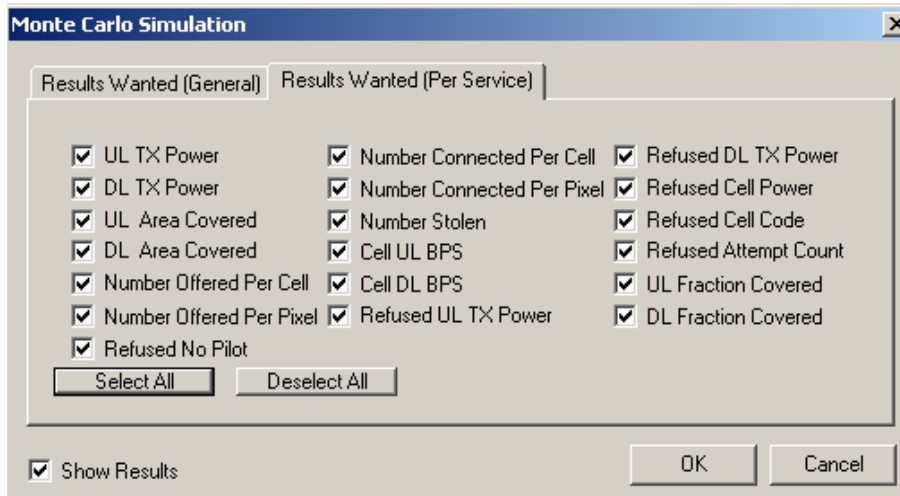 Monte Carlo Simulation
Results Wanted (General)
Results Wanted (Per Service)
UL TX Power
DL TX Power
UL Area Covered
DL Area Covered
Number Offered Per Cell
Number Offered Per Pixel
Refused No Pilot
Number Connected Per Cell
Number Connected Per Pixel
Number Stolen
Cell UL BPS
Cell DL BPS
Refused UL TX Power
Refused DL TX Power
Refused Cell Power
Refused Cell Code
Refused Attempt Count
UL Fraction Covered
DL Fraction Covered
Select All
Deselect All
Show Results
OK
Cancel